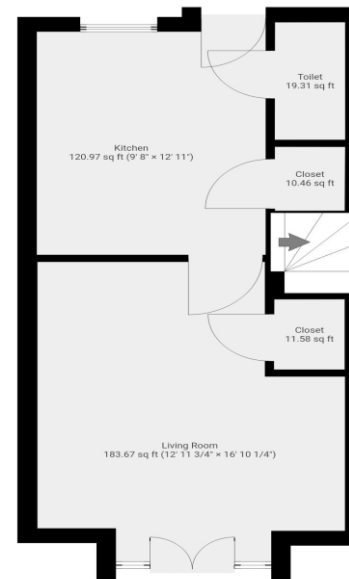 Toilet
19.31 sq ft
Kitchen
120.97 sq ft (9' 8" × 12' 11")
Closet
10.46 sq ft
Closet
11.58 sq ft
Living Room
183.67 sq ft (12' 11 3/4" × 16' 10 1/4")